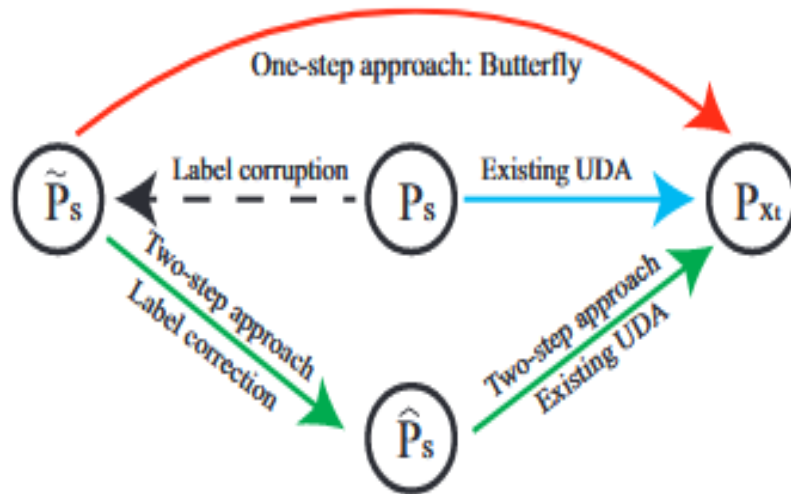 One-step approach: Butterfly
P̃s
Label corruption
Ps
Existing UDA
Pxt
Two-step approach
Label correction
Two-step approach
Existing UDA
P̂s